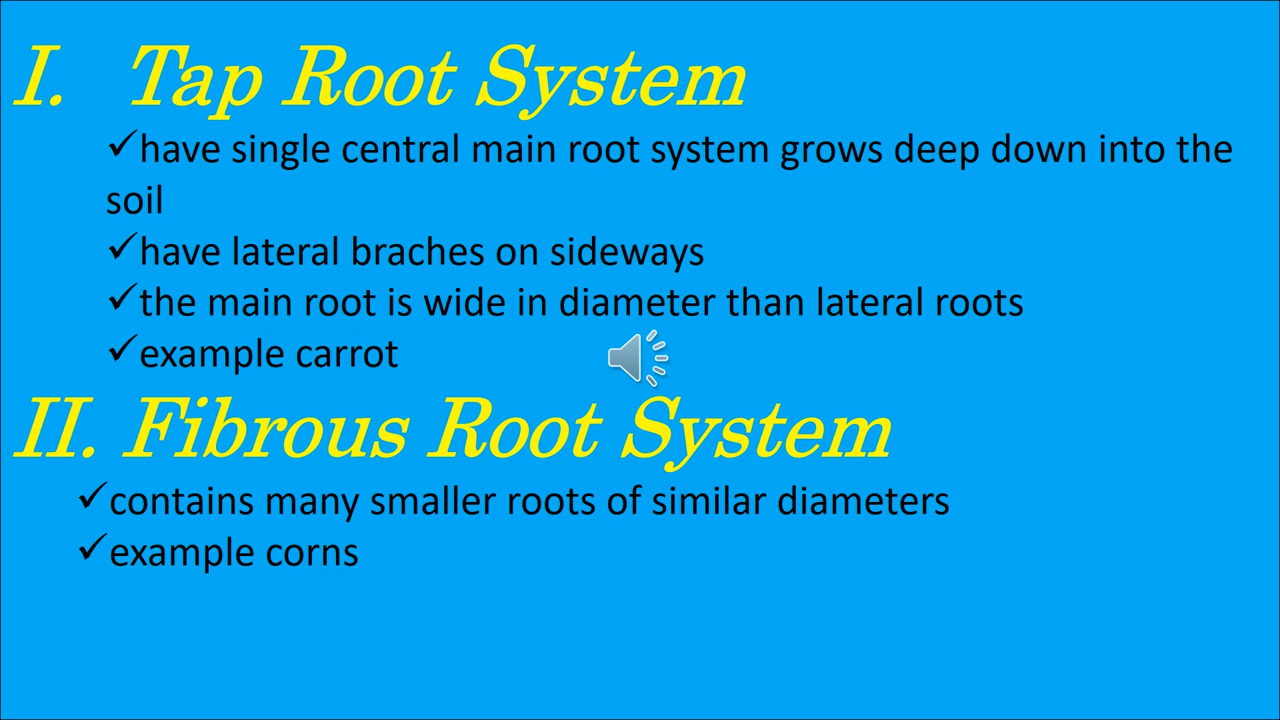 I. Tap Root System
✓have single central main root system grows deep down into the
soil
✓have lateral braches on sideways
✓the main root is wide in diameter than lateral roots
✓example carrot
II. Fibrous Root System
✓contains many smaller roots of similar diameters
✓example corns